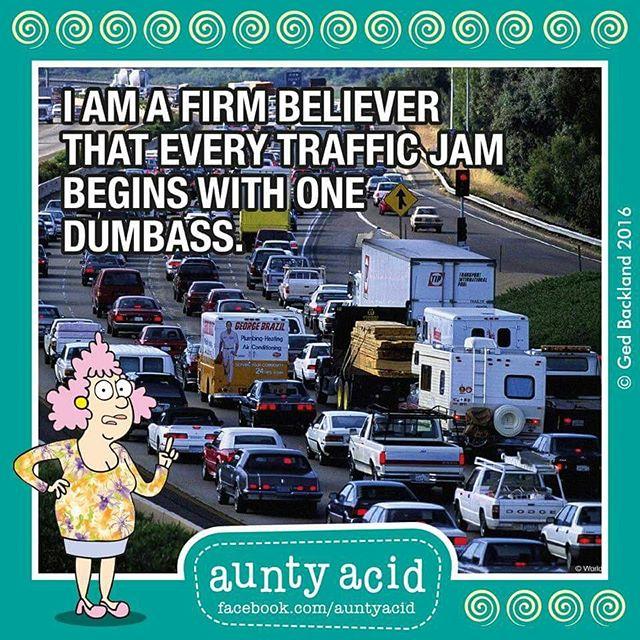 I AM A FIRM BELIEVER
THAT EVERY TRAFFIC JAM
BEGINS WITH ONE
DUMBASS.
TIP
GEORGE BRAZIL
Plumbing-Heating
Air Conditioning
© Ged Backland 2016
aunty acid
facebook.com/auntyacid